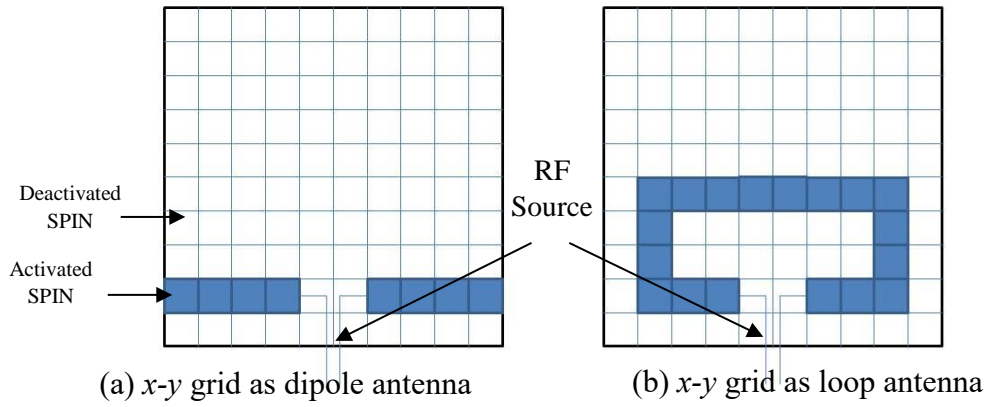 Deactivated
SPIN
Activated
SPIN
RF
Source
(a) x-y grid as dipole antenna
(b) x-y grid as loop antenna